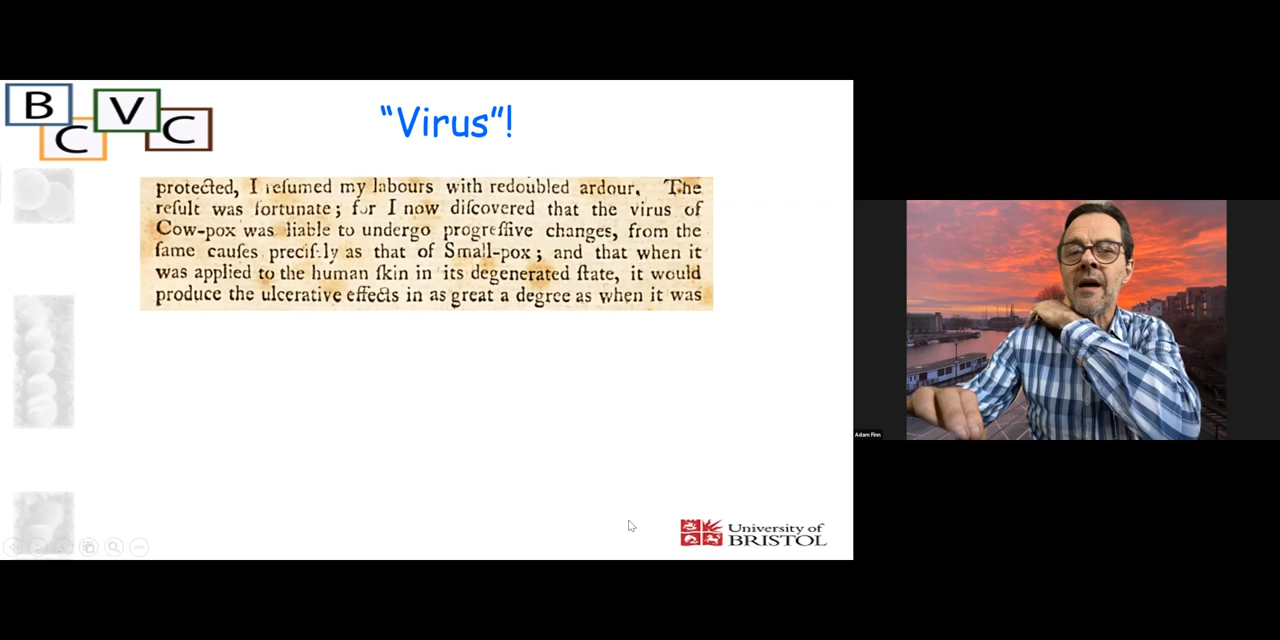 B
C
V
C
“Virus”!
protected, I reſumed my labours with redoubled ardour. The
reſult was fortunate; for I now diſcovered that the virus of
Cow-pox was liable to undergo progreſſive changes, from the
ſame cauſes preciſely as that of Small-pox; and that when it
was applied to the human ſkin in its degenerated ſtate, it would
produce the ulcerative effects in as great a degree as when it was
University of
BRISTOL
Adam Finn